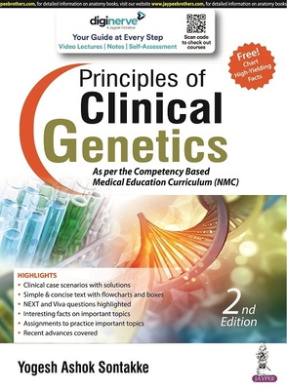 jaypeebrothers.com, for detailed information on anatomy books, visit our website www.jaypeebrothers.com, for detailed information on anatomy books, visit our
diginerve
A Jaypee Initiative
Your Guide at Every Step
Video Lectures | Notes | Self-Assessment
Scan code
to check out
courses
Free!
Chart
High-Yielding
Facts
Principles of
Clinical
Genetics
As per the Competency Based
Medical Education Curriculum (NMC)
HIGHLIGHTS
• Clinical case scenarios with solutions
• Simple & concise text with flowcharts and boxes
• NEXT and Viva questions highlighted
• Interesting facts on important topics
• Assignments to practice important topics
• Recent advances covered
2nd
Edition
Yogesh Ashok Sontakke
JAYPEE